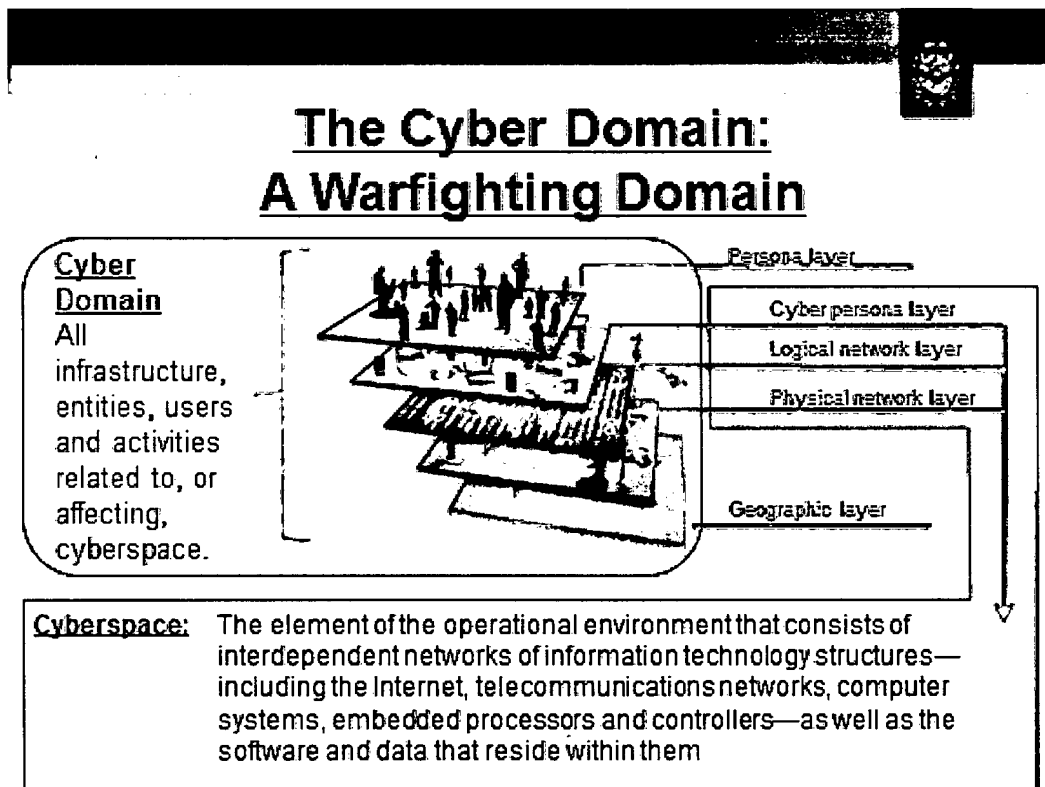 The Cyber Domain:
A Warfighting Domain
Cyber
Domain
All
infrastructure,
entities, users
and activities
related to, or
affecting,
cyberspace.
Persona layer
Cyber persona layer
Logical network layer
Physical network layer
Geographic layer
Cyberspace: The element of the operational environment that consists of
interdependent networks of information technology structures—
including the Internet, telecommunications networks, computer
systems, embedded processors and controllers—as well as the
software and data that reside within them